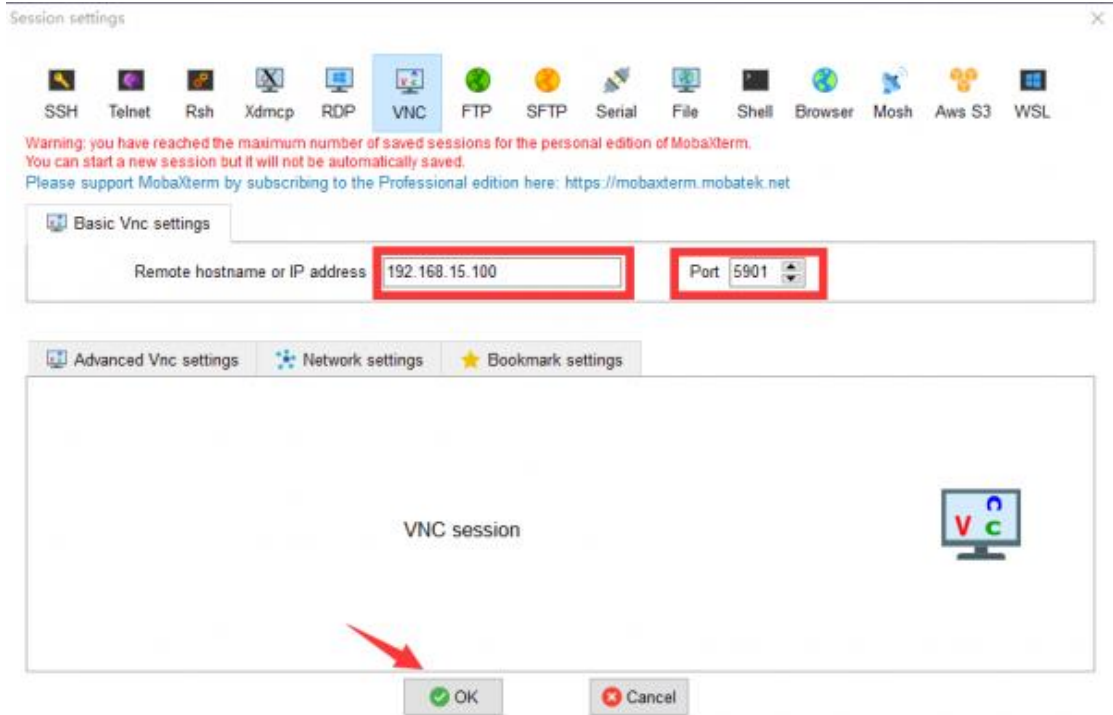 Session settings
SSH Telnet Rsh Xdmcp RDP VNC FTP SFTP Serial File Shell Browser Mosh Aws S3 WSL
Warning: you have reached the maximum number of saved sessions for the personal edition of MobaXterm.
You can start a new session but it will not be automatically saved.
Please support MobaXterm by subscribing to the Professional edition here: https://mobaxterm.mobatek.net
Basic Vnc settings
Remote hostname or IP address 192.168.15.100 Port 5901
Advanced Vnc settings Network settings Bookmark settings
VNC session
V n c
OK Cancel